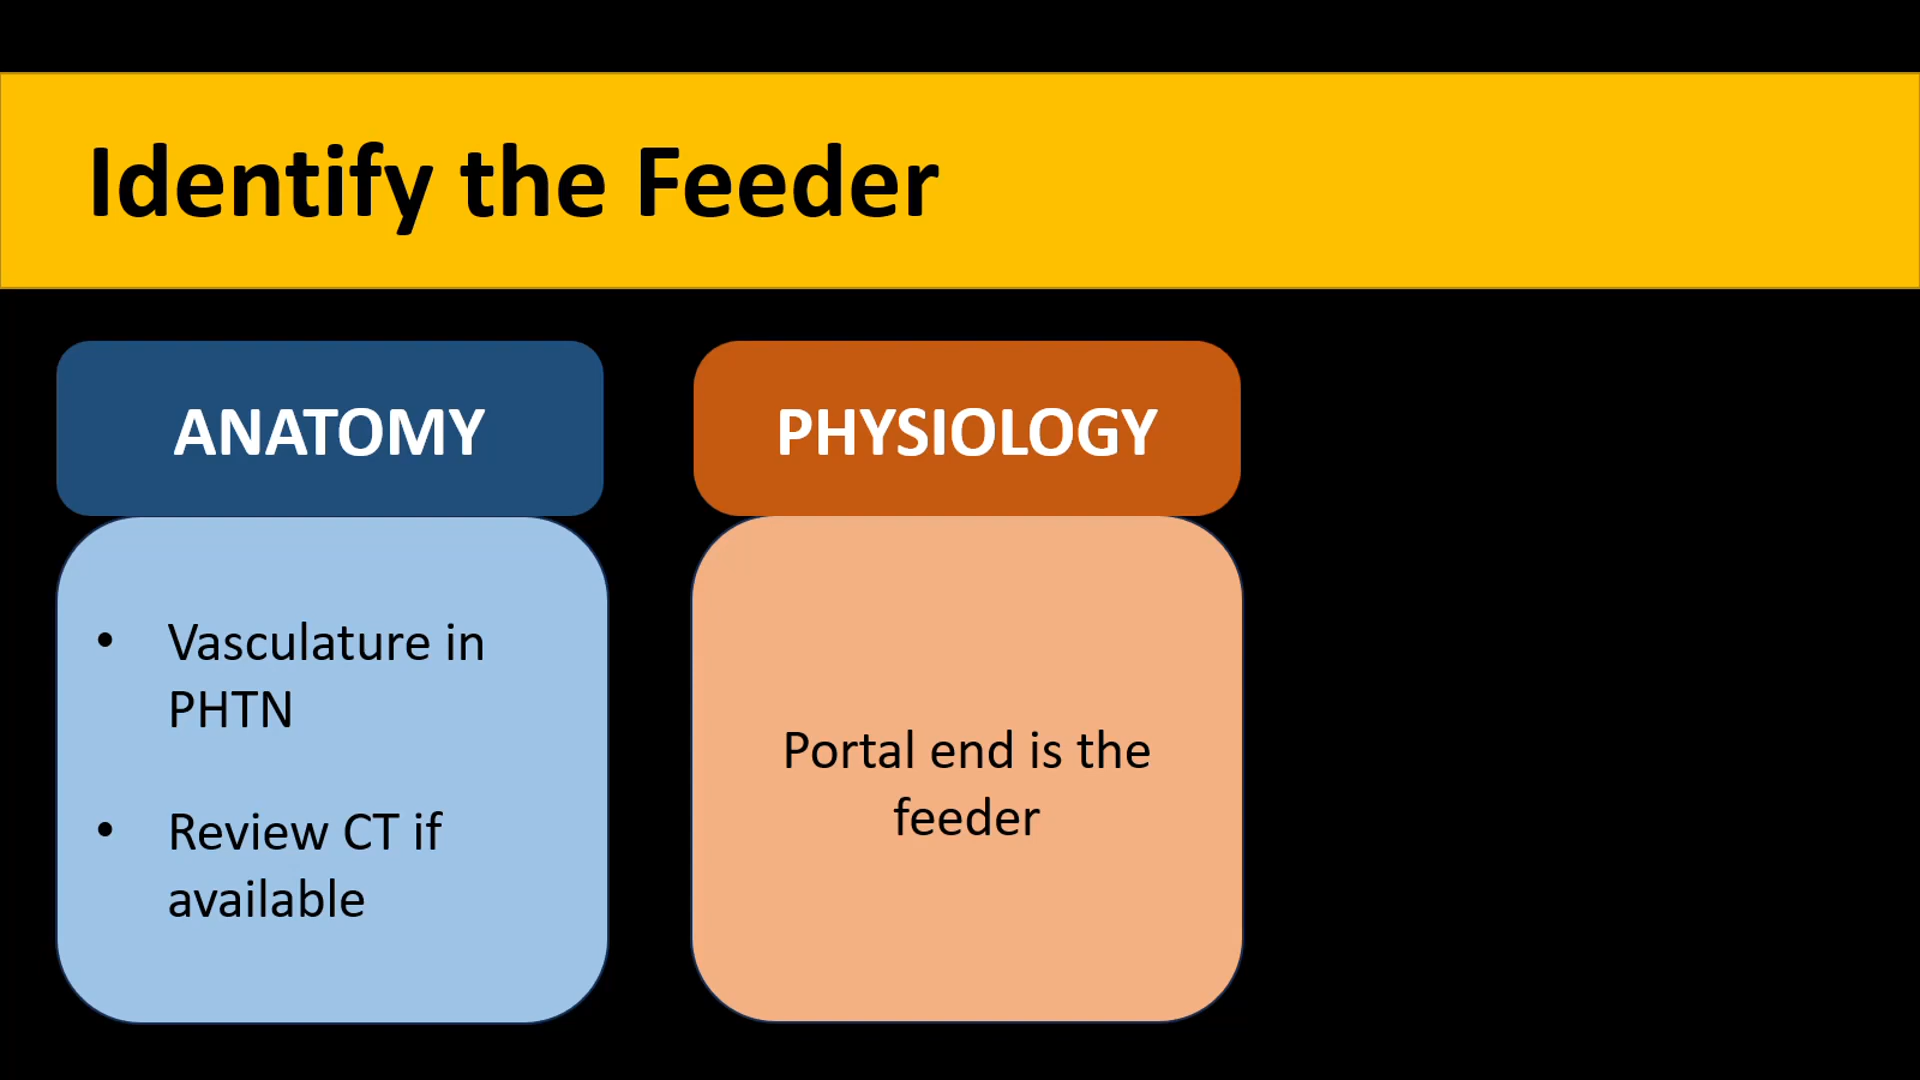 Identify the Feeder
ANATOMY
• Vasculature in
PHTN
• Review CT if
available
PHYSIOLOGY
Portal end is the
feeder